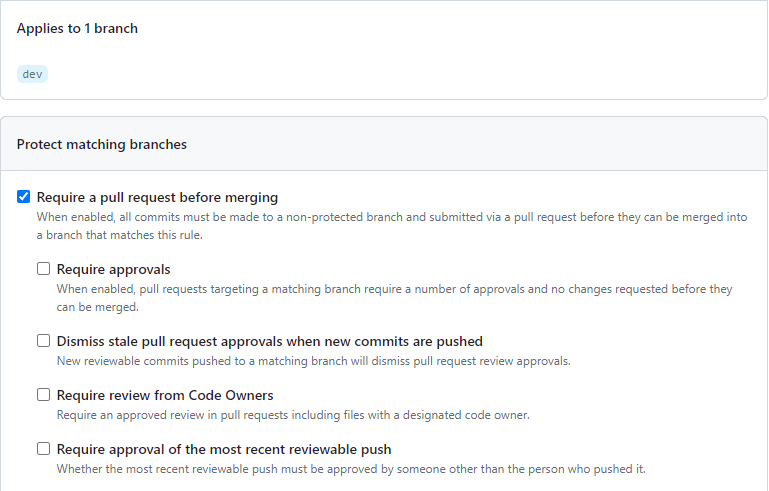 Applies to 1 branch
dev
Protect matching branches
Require a pull request before merging
When enabled, all commits must be made to a non-protected branch and submitted via a pull request before they can be merged into
a branch that matches this rule.
Require approvals
When enabled, pull requests targeting a matching branch require a number of approvals and no changes requested before they
can be merged.
Dismiss stale pull request approvals when new commits are pushed
New reviewable commits pushed to a matching branch will dismiss pull request review approvals.
Require review from Code Owners
Require an approved review in pull requests including files with a designated code owner.
Require approval of the most recent reviewable push
Whether the most recent reviewable push must be approved by someone other than the person who pushed it.